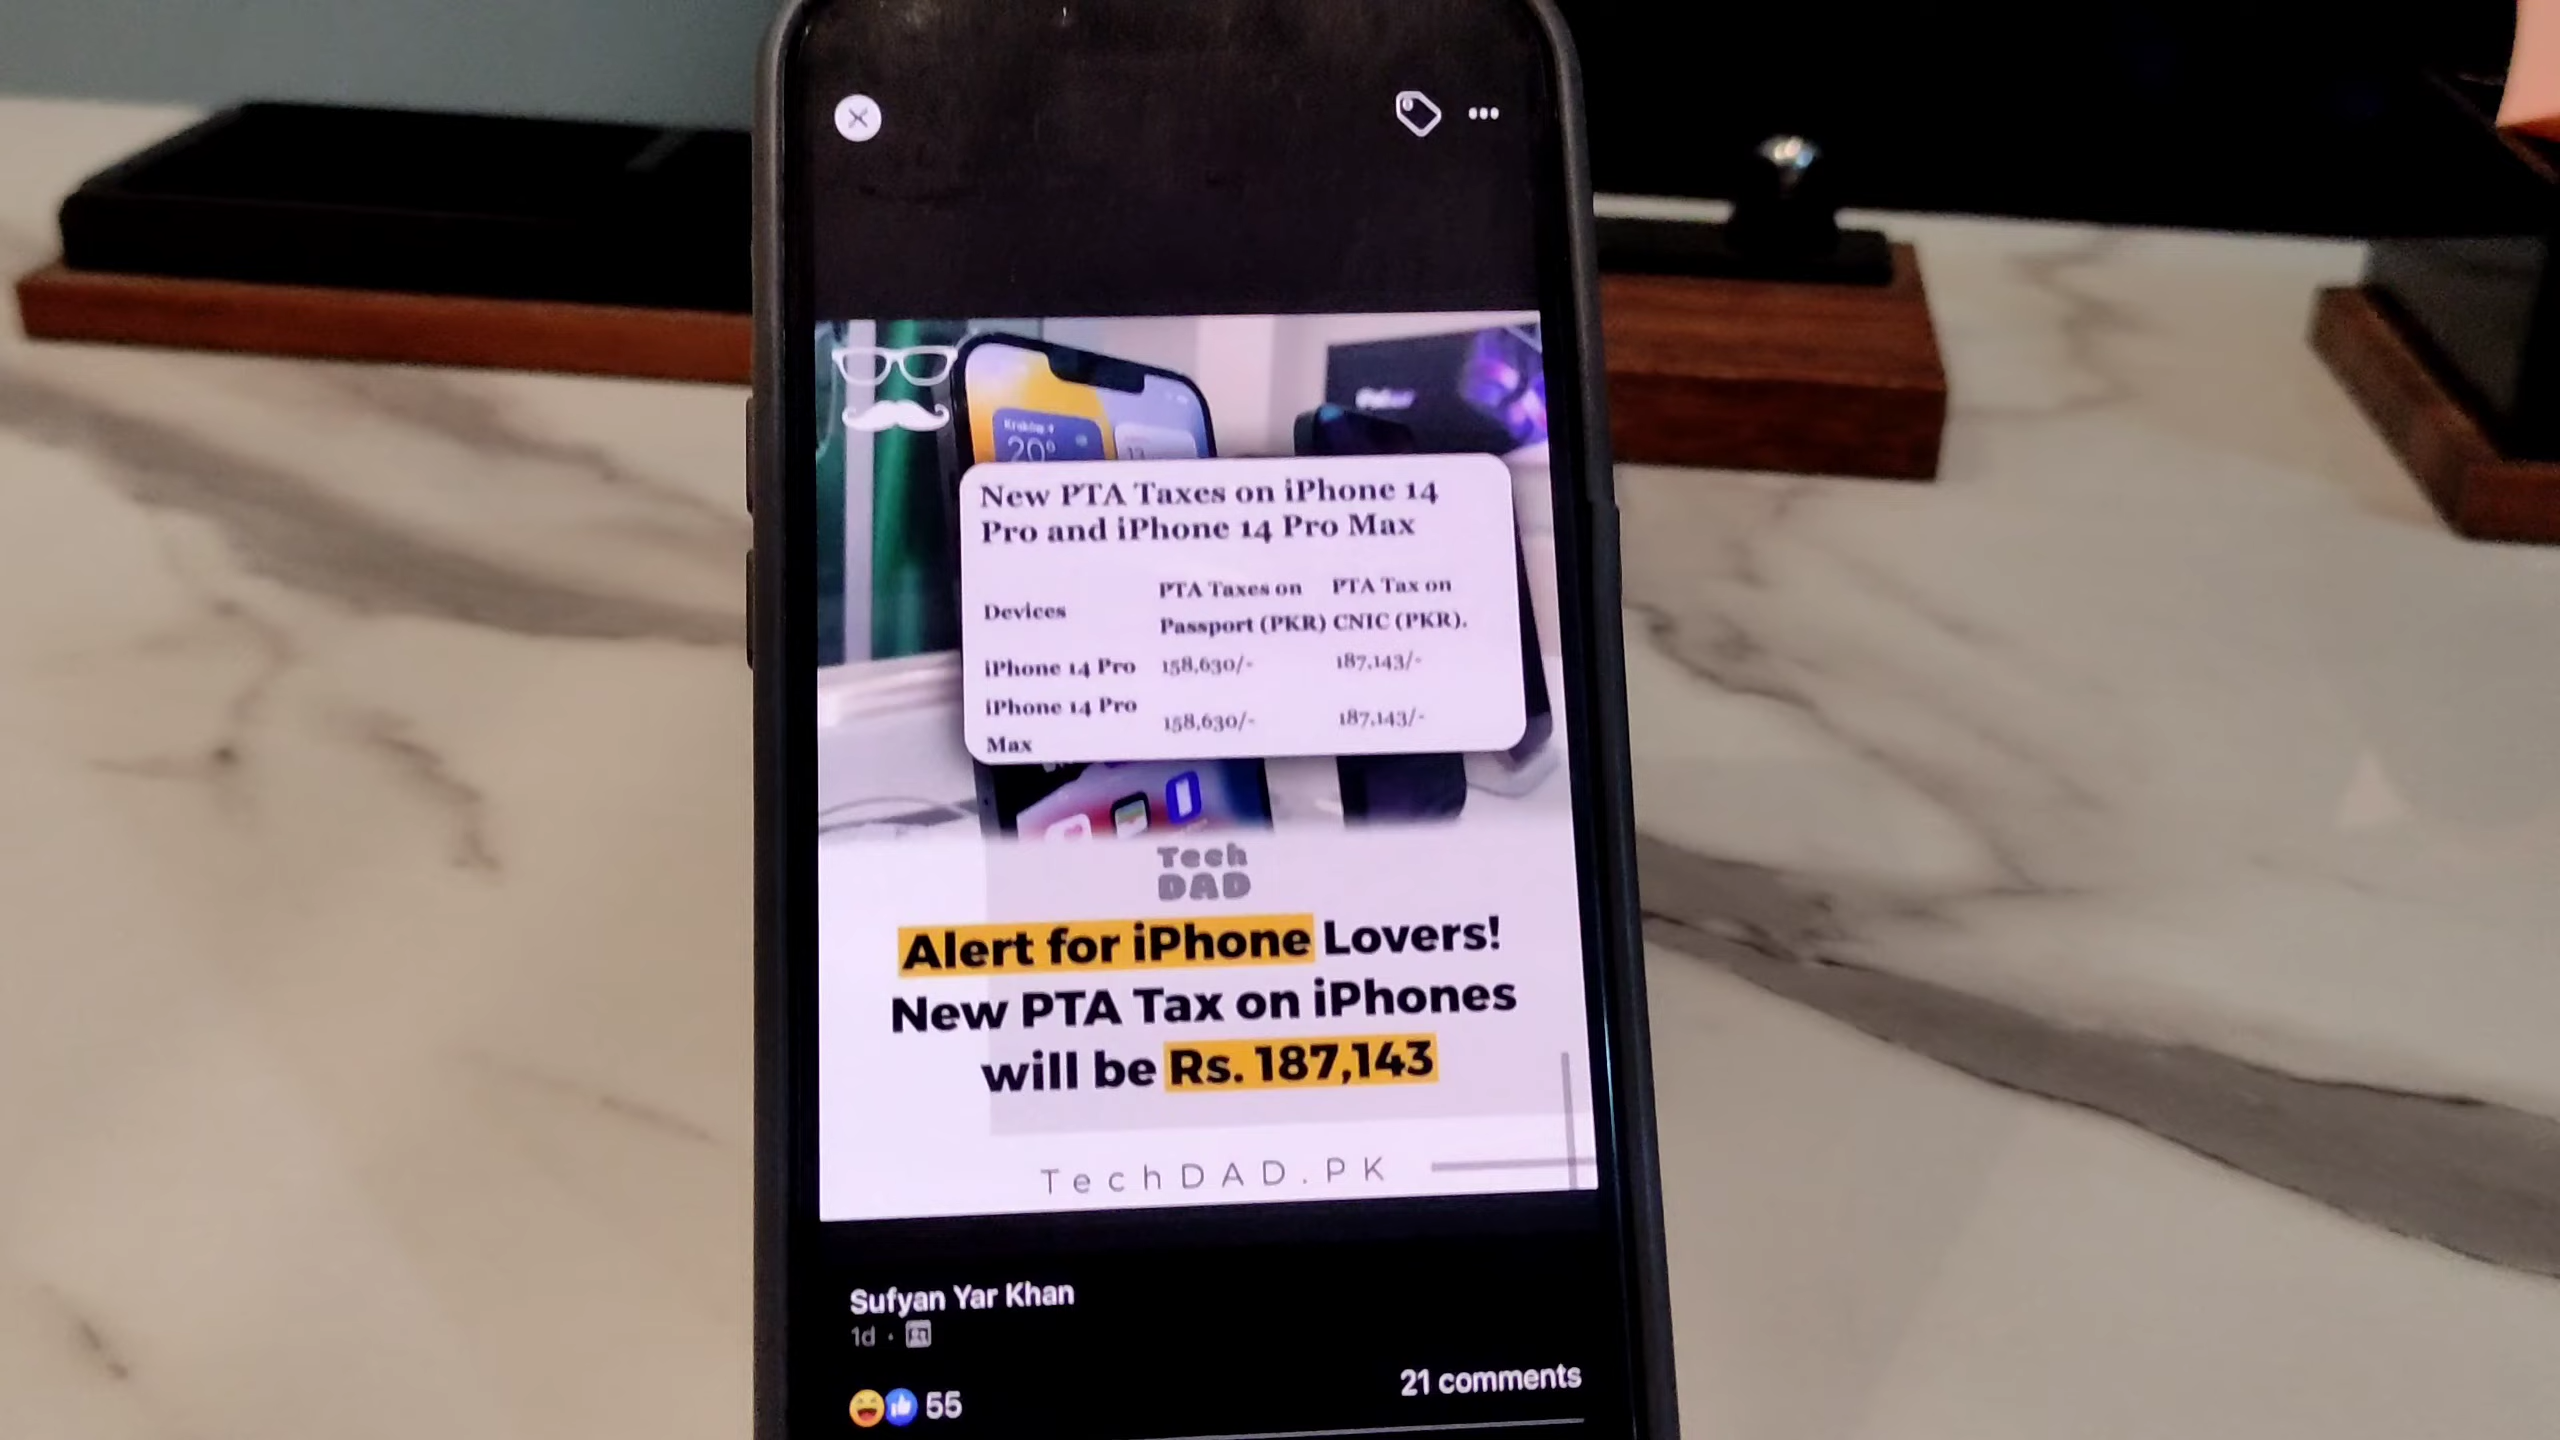 Kraków
20°
13
New PTA Taxes on iPhone 14
Pro and iPhone 14 Pro Max
Devices
PTA Taxes on
Passport (PKR)
PTA Tax on
CNIC (PKR).
iPhone 14 Pro 158,630/- 187,143/-
iPhone 14 Pro
Max
158,630/- 187,143/-
Tech
DAD
Alert for iPhone Lovers!
New PTA Tax on iPhones
will be Rs. 187,143
TechDAD.PK
Sufyan Yar Khan
1d ·
55
21 comments